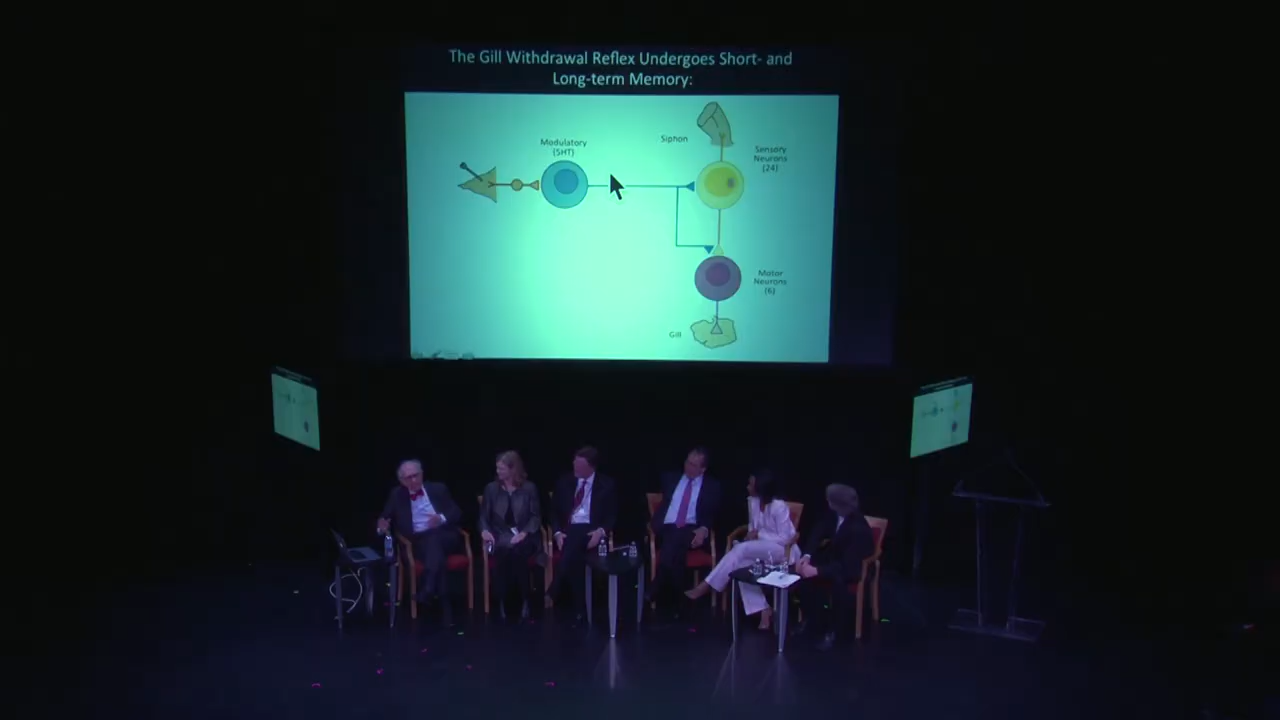 The Gill Withdrawal Reflex Undergoes Short- and
Long-term Memory:
Modulatory
(5HT)
Siphon
Sensory
Neurons
(24)
Motor
Neurons
(6)
Gill